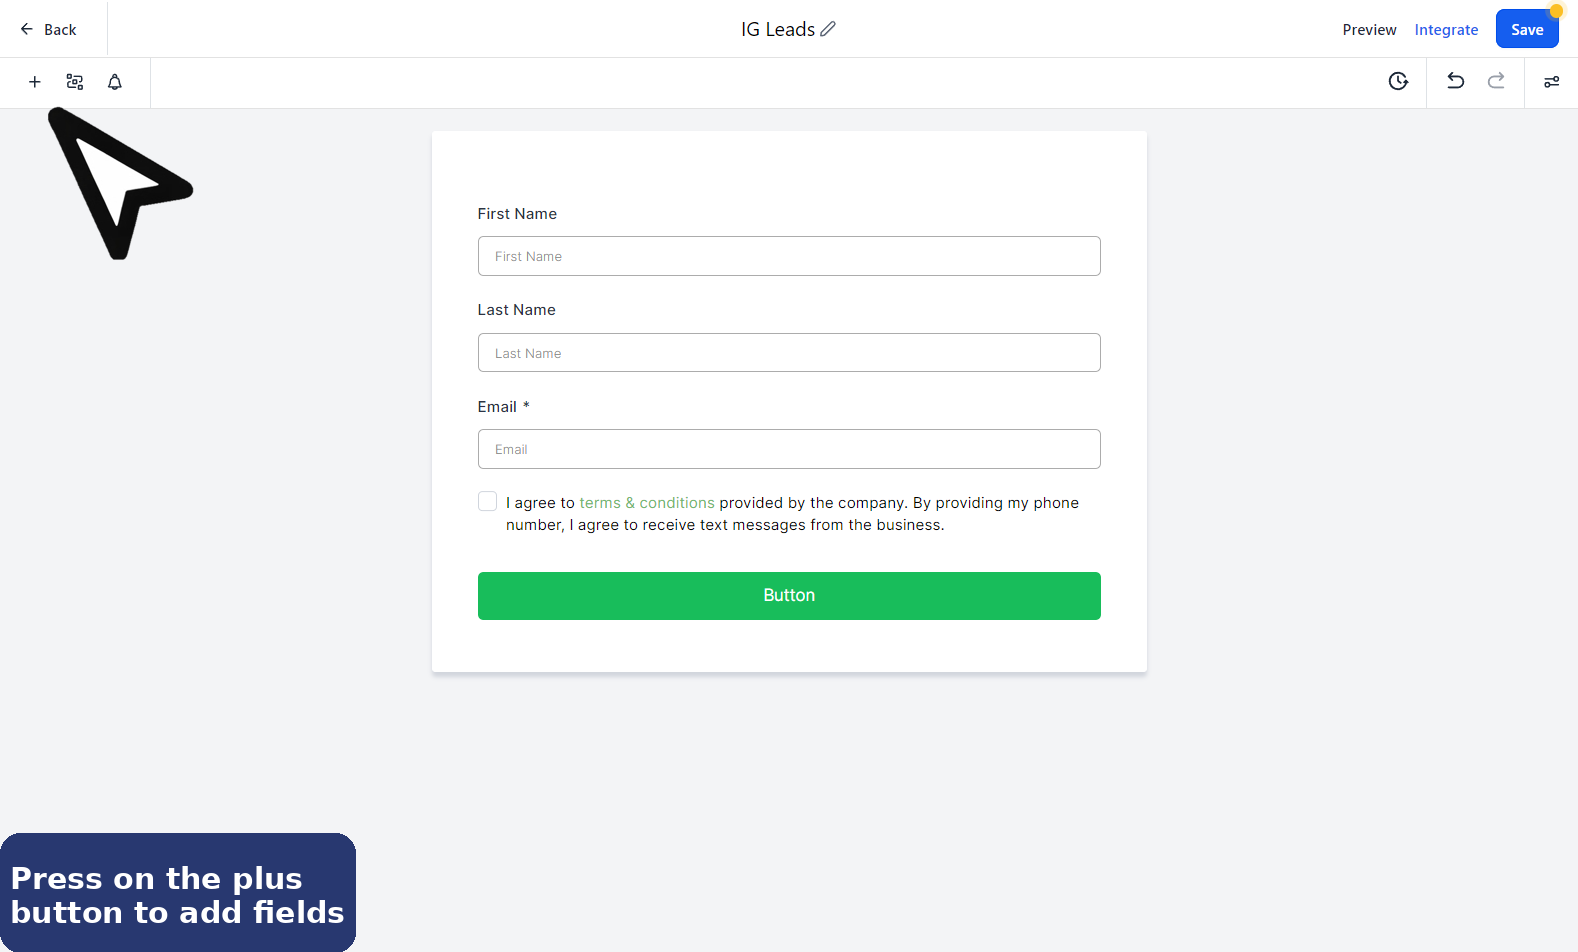 Back
IG Leads
Preview
Integrate
Save
First Name
First Name
Last Name
Last Name
Email *
Email
I agree to terms & conditions provided by the company. By providing my phone
number, I agree to receive text messages from the business.
Button
Press on the plus
button to add fields